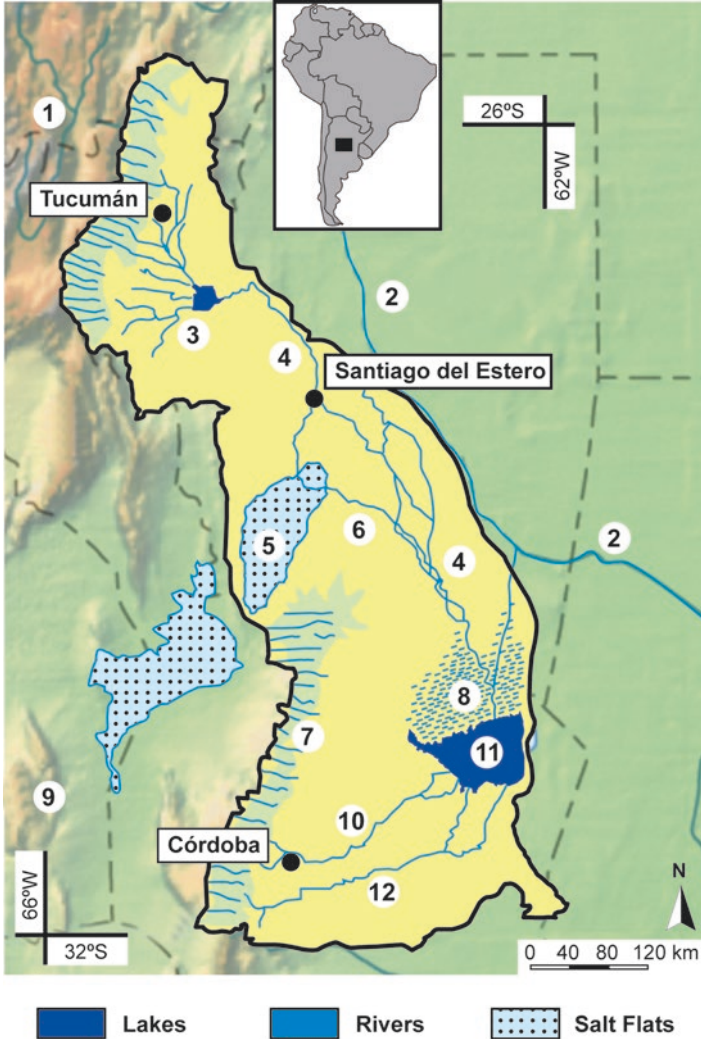 1
26ºS
62ºW
Tucumán
2
3
4
Santiago del Estero
5
6
4
2
7
8
11
9
10
Córdoba
12
66ºW
32ºS
N
0 40 80 120 km
Lakes
Rivers
Salt Flats